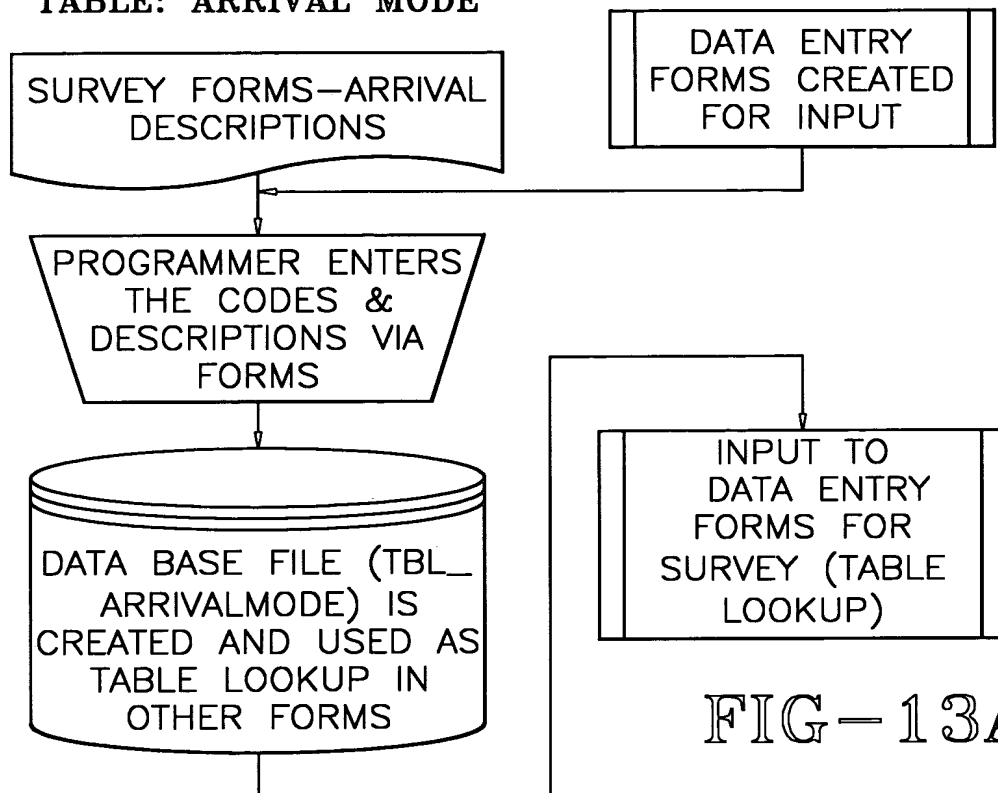 TABLE: ARRIVAL MODE
SURVEY FORMS–ARRIVAL
DESCRIPTIONS
DATA ENTRY
FORMS CREATED
FOR INPUT
PROGRAMMER ENTERS
THE CODES &
DESCRIPTIONS VIA
FORMS
DATA BASE FILE (TBL_
ARRIVALMODE) IS
CREATED AND USED AS
TABLE LOOKUP IN
OTHER FORMS
INPUT TO
DATA ENTRY
FORMS FOR
SURVEY (TABLE
LOOKUP)
FIG–13A